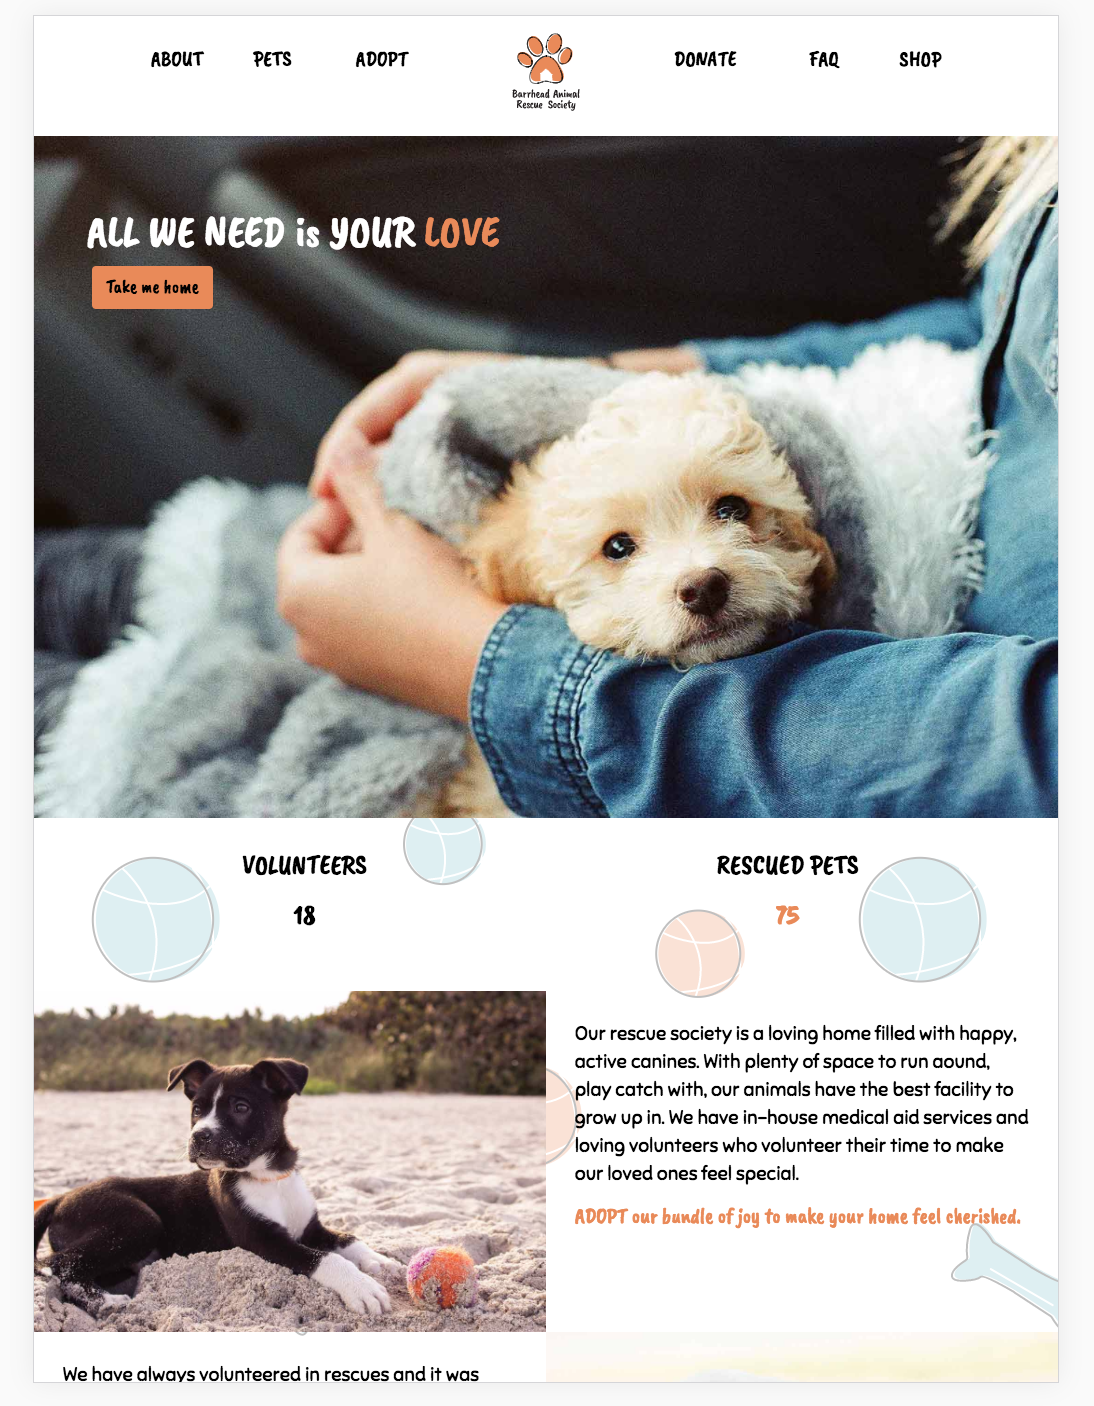 ABOUT PETS ADOPT DONATE FAQ SHOP
Barrhead Animal
Rescue Society
ALL WE NEED is YOUR LOVE
Take me home
VOLUNTEERS
18
RESCUED PETS
75
Our rescue society is a loving home filled with happy,
active canines. With plenty of space to run aound,
play catch with, our animals have the best facility to
grow up in. We have in-house medical aid services and
loving volunteers who volunteer their time to make
our loved ones feel special.
ADOPT our bundle of joy to make your home feel cherished.
We have always volunteered in rescues and it was